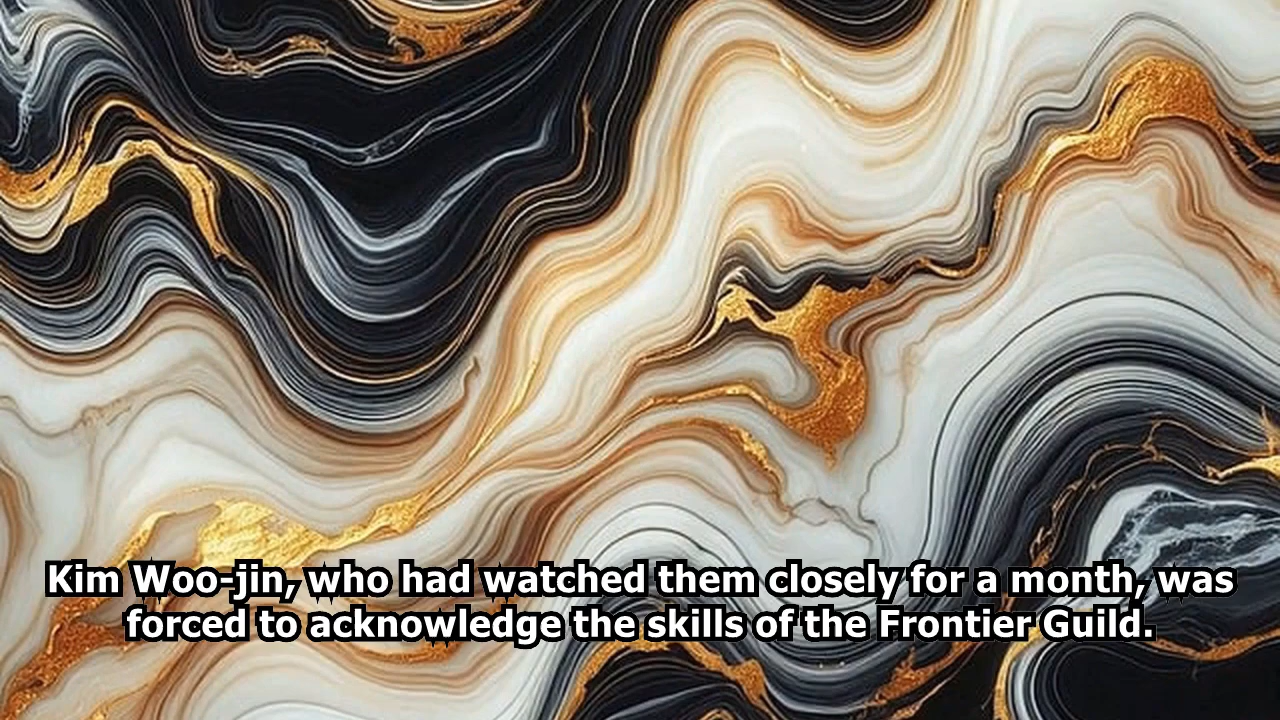 Kim Woo-jin, who had watched them closely for a month, was
forced to acknowledge the skills of the Frontier Guild.